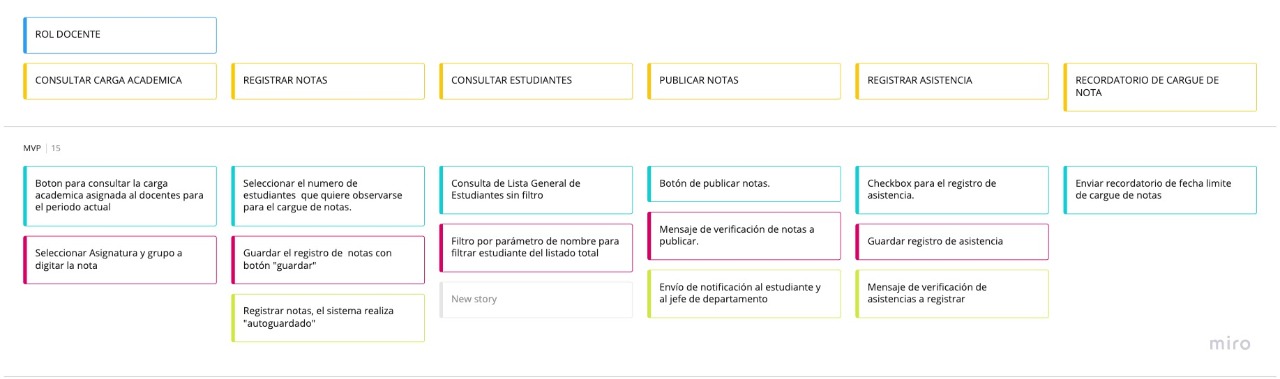 ROL DOCENTE
CONSULTAR CARGA ACADEMICA
REGISTRAR NOTAS
CONSULTAR ESTUDIANTES
PUBLICAR NOTAS
REGISTRAR ASISTENCIA
RECORDATORIO DE CARGUE DE
NOTA
MVP | 15
Boton para consultar la carga
academica asignada al docentes para
el periodo actual
Seleccionar el numero de
estudiantes que quiere observarse
para el cargue de notas.
Consulta de Lista General de
Estudiantes sin filtro
Botón de publicar notas.
Checkbox para el registro de
asistencia.
Enviar recordatorio de fecha limite
de cargue de notas
Seleccionar Asignatura y grupo a
digitar la nota
Guardar el registro de notas con
botón "guardar"
Filtro por parámetro de nombre para
filtrar estudiante del listado total
Mensaje de verificación de notas a
publicar.
Guardar registro de asistencia
Registrar notas, el sistema realiza
"autoguardado"
New story
Envío de notificación al estudiante y
al jefe de departamento
Mensaje de verificación de
asistencias a registrar
miro